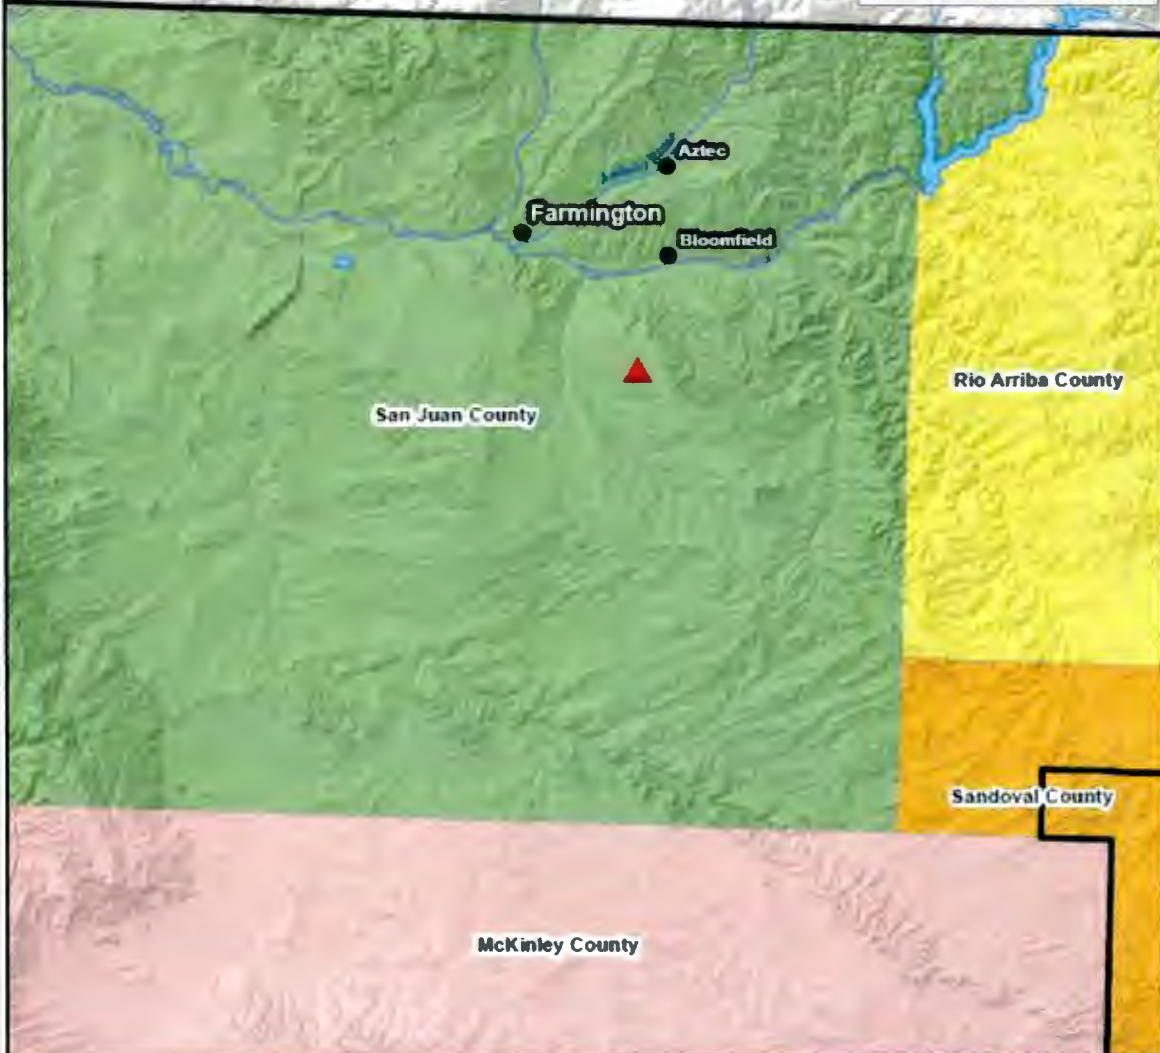 Aztec
Farmington
Bloomfield
Rio Arriba County
San Juan County
Sandoval County
McKinley County